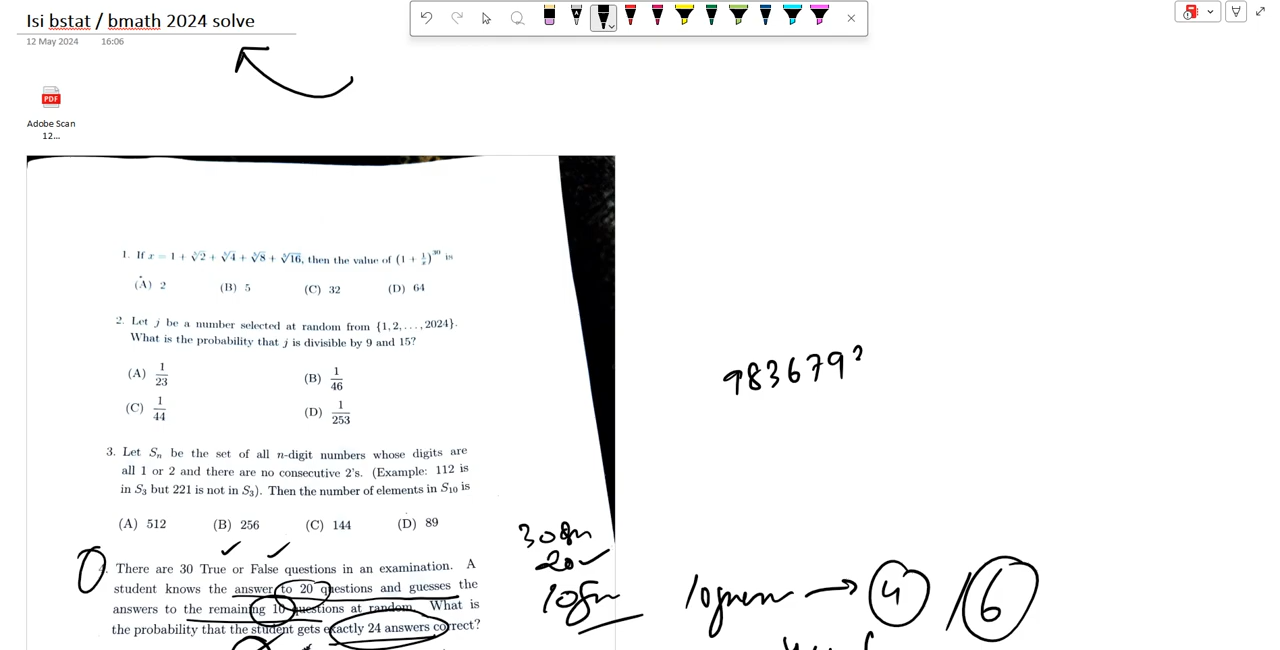 Isi bstat / bmath 2024 solve
12 May 2024 16:06
PDF
Adobe Scan
12...
1. If x = 1 + ⁵√2 + ⁵√4 + ⁵√8 + ⁵√16, then the value of (1 + 1/x)³⁰ is
(A) 2 (B) 5 (C) 32 (D) 64
2. Let j be a number selected at random from {1, 2, . . . , 2024}.
What is the probability that j is divisible by 9 and 15?
(A) 1/23 (B) 1/46
(C) 1/44 (D) 1/253
3. Let Sₙ be the set of all n-digit numbers whose digits are
all 1 or 2 and there are no consecutive 2's. (Example: 112 is
in S₃ but 221 is not in S₃). Then the number of elements in S₁₀ is
(A) 512 (B) 256 (C) 144 (D) 89
There are 30 True or False questions in an examination. A
student knows the answer to 20 questions and guesses the
answers to the remaining 10 questions at random. What is
the probability that the student gets exactly 24 answers correct?
983679?
30
20
10
4 / 6